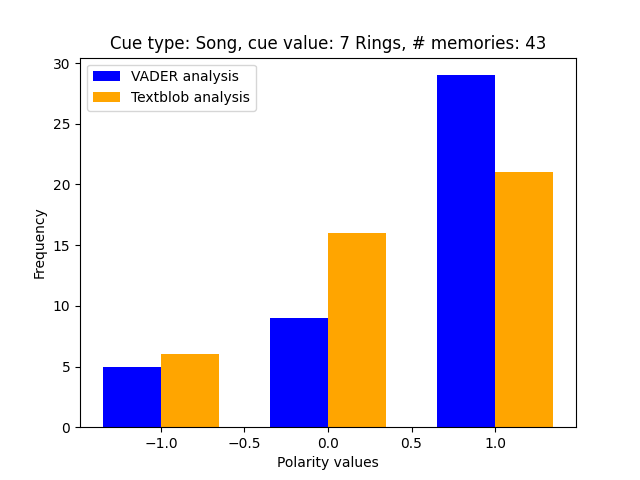 Cue type: Song, cue value: 7 Rings, # memories: 43
VADER analysis
Textblob analysis
Frequency
30
25
20
15
10
5
0
−1.0
−0.5
0.0
0.5
1.0
Polarity values